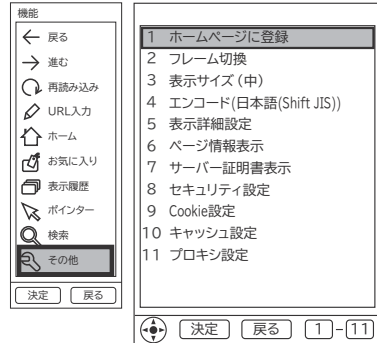 機能
戻る
進む
再読み込み
URL入力
ホーム
お気に入り
表示履歴
ポインター
検索
その他
決定 戻る
1 ホームページに登録
2 フレーム切換
3 表示サイズ（中）
4 エンコード(日本語(Shift JIS))
5 表示詳細設定
6 ページ情報表示
7 サーバー証明書表示
8 セキュリティ設定
9 Cookie設定
10 キャッシュ設定
11 プロキシ設定
決定 戻る 1-11